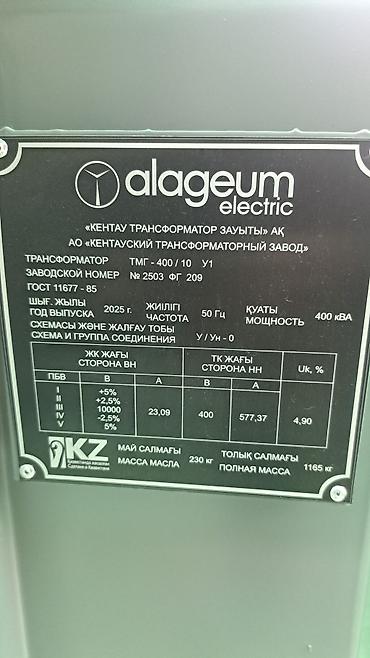 alageum
electric
«КЕНТАУ ТРАНСФОРМАТОР ЗАУЫТЫ» АҚ
АО «КЕНТАУСКИЙ ТРАНСФОРМАТОРНЫЙ ЗАВОД»
ТРАНСФОРМАТОР ТМГ - 400 / 10 У1
ЗАВОДСКОЙ НОМЕР № 2503 ФГ 209
ГОСТ 11677 - 85
ШЫҒ. ЖЫЛЫ ЖИІЛІГІ ҚУАТЫ
ГОД ВЫПУСКА 2025 г. ЧАСТОТА 50 Гц МОЩНОСТЬ 400 кВА
СХЕМАСЫ ЖӘНЕ ЖАЛҒАУ ТОБЫ
СХЕМА И ГРУППА СОЕДИНЕНИЯ У / Ун - 0
ЖК ЖАҒЫ ТК ЖАҒЫ Uk, %
СТОРОНА ВН СТОРОНА НН
ПБВ В А В А
I +5%
II +2,5%
III 10000 23,09 400 577,37 4,90
IV -2,5%
V 5%
KZ
Қазақстанда жасалған
Сделано в Казахстане
МАЙ САЛМАҒЫ ТОЛЫҚ САЛМАҒЫ
МАССА МАСЛА 230 кг ПОЛНАЯ МАССА 1165 кг